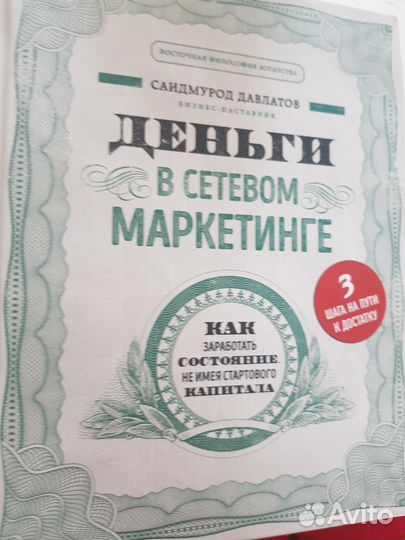 ВОСТОЧНАЯ ФИЛОСОФИЯ БОГАТСТВА
САИДМУРОД ДАВЛАТОВ
БИЗНЕС-НАСТАВНИК
ДЕНЬГИ
В СЕТЕВОМ
МАРКЕТИНГЕ
3
ШАГА НА ПУТИ
К ДОСТАТКУ
КАК
ЗАРАБОТАТЬ
СОСТОЯНИЕ
НЕ ИМЕЯ СТАРТОВОГО
КАПИТАЛА
Avito